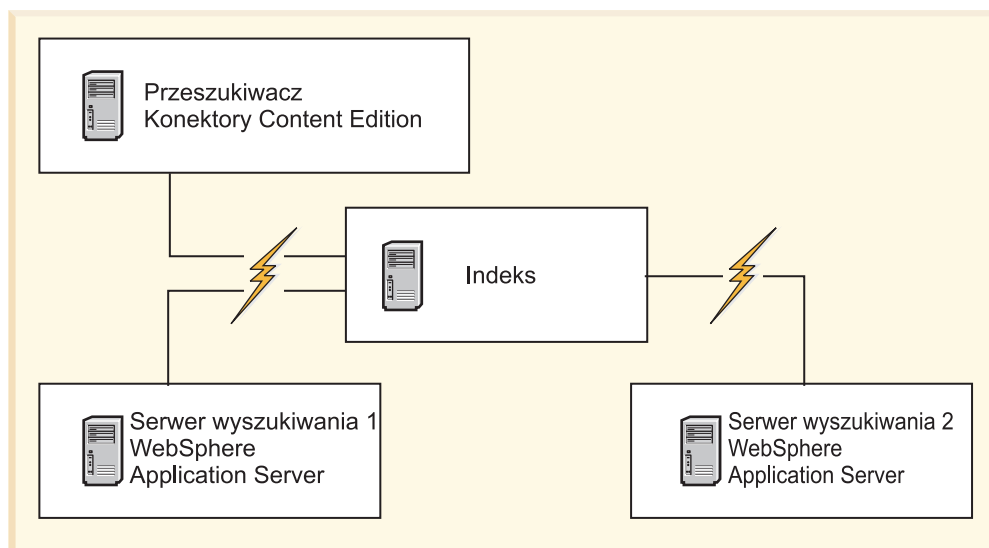 Przeszukiwacz
Konektory Content Edition
Indeks
Serwer wyszukiwania 1
WebSphere
Application Server
Serwer wyszukiwania 2
WebSphere
Application Server